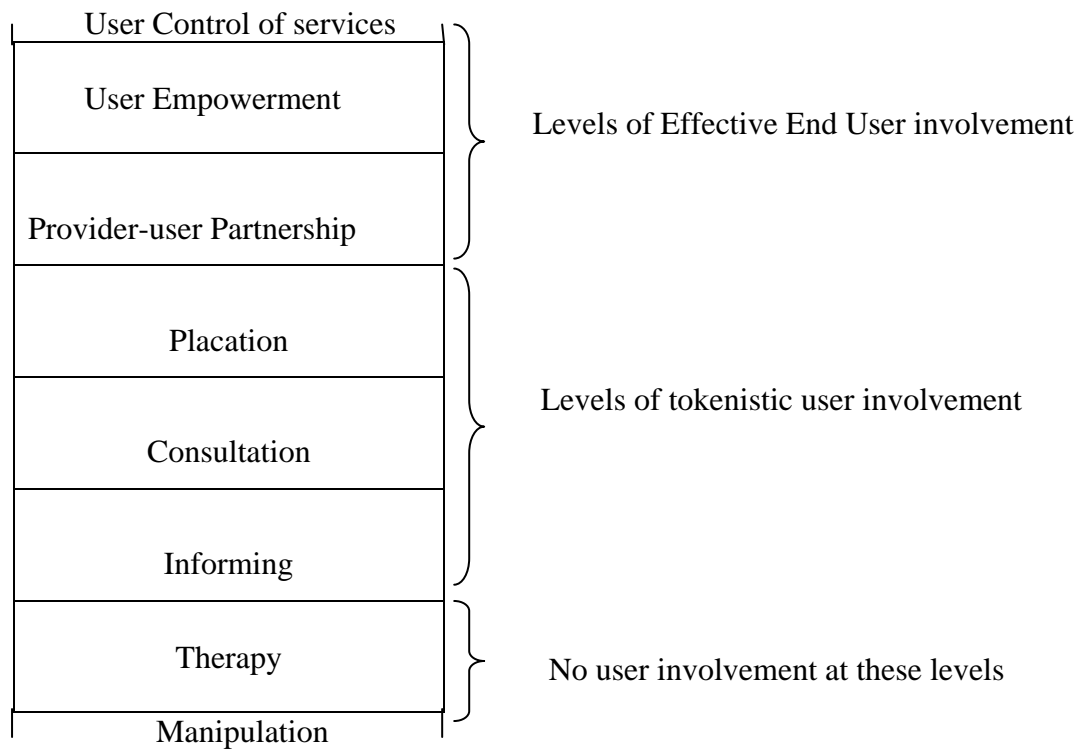 User Control of services
User Empowerment
Levels of Effective End User involvement
Provider-user Partnership
Placation
Levels of tokenistic user involvement
Consultation
Informing
Therapy
No user involvement at these levels
Manipulation